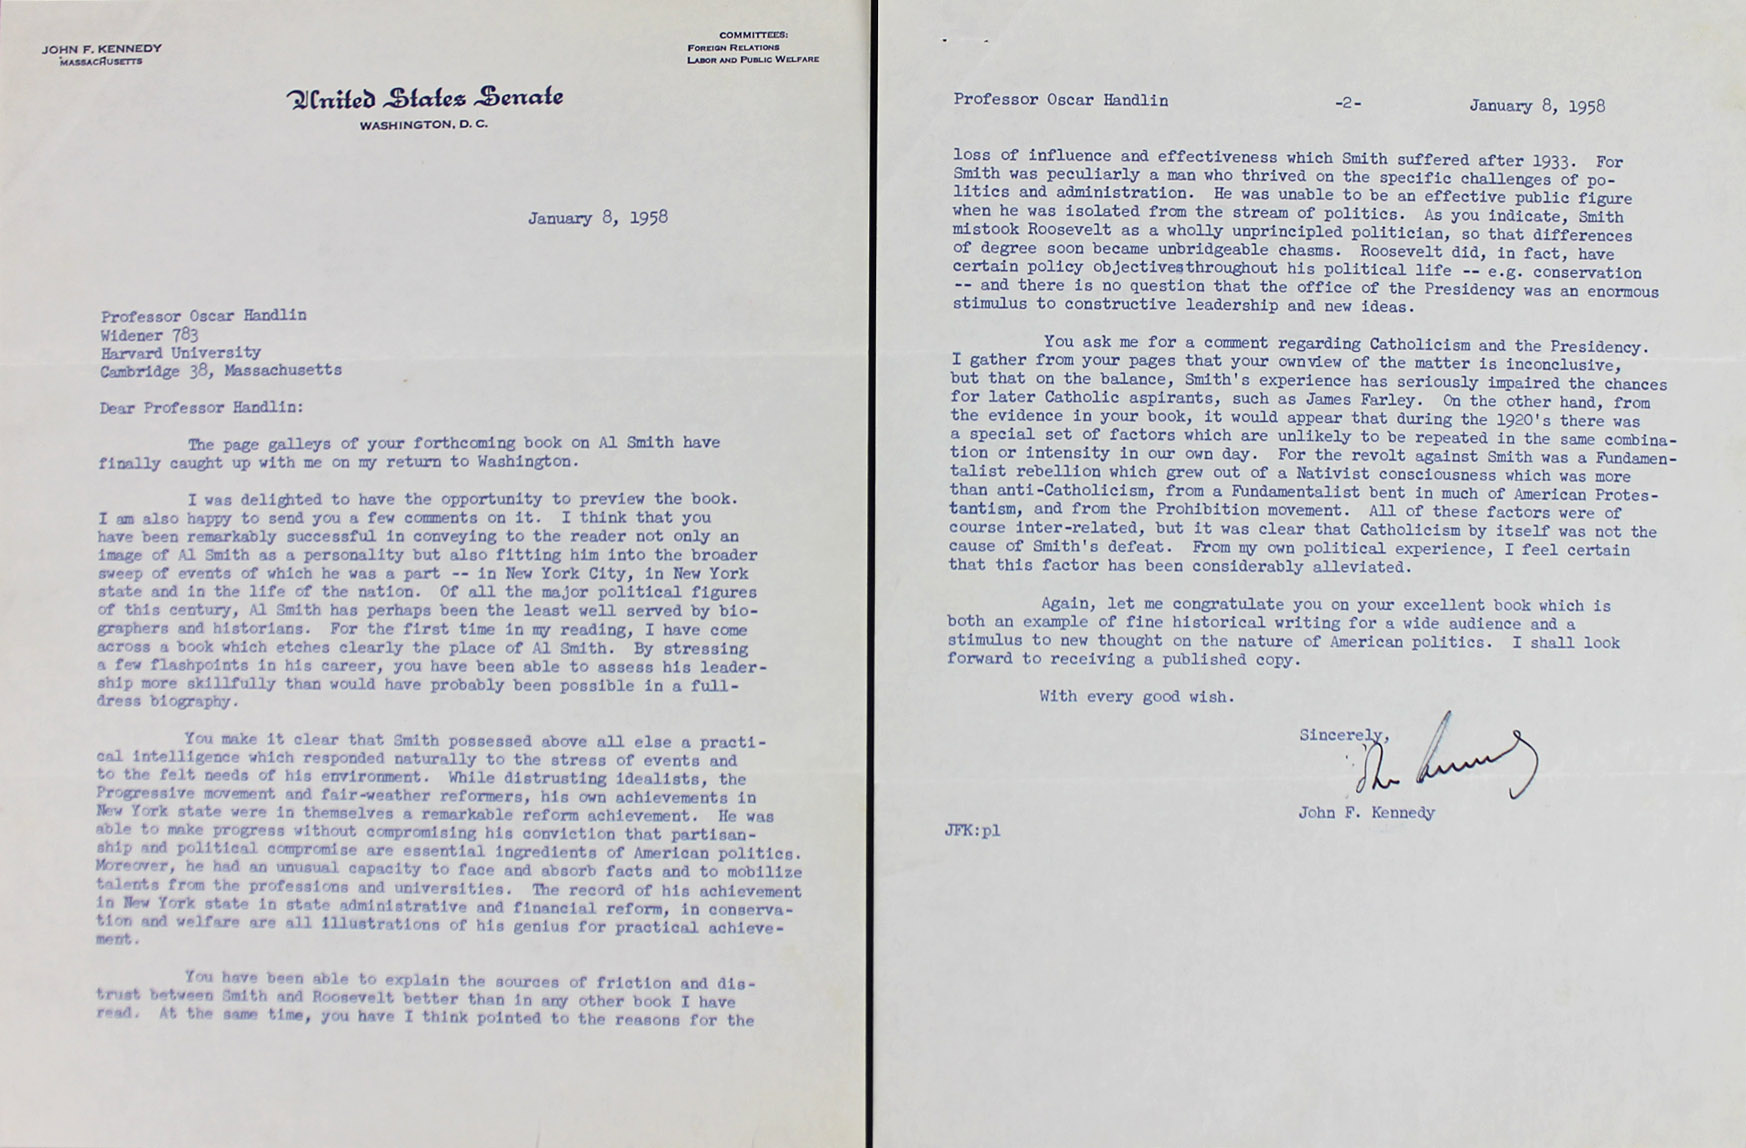 JOHN F. KENNEDY
MASSACHUSETTS
COMMITTEES:
FOREIGN RELATIONS
LABOR AND PUBLIC WELFARE
United States Senate
WASHINGTON, D. C.
January 8, 1958
Professor Oscar Handlin
Widener 783
Harvard University
Cambridge 38, Massachusetts
Dear Professor Handlin:
The page galleys of your forthcoming book on Al Smith have
finally caught up with me on my return to Washington.
I was delighted to have the opportunity to preview the book.
I am also happy to send you a few comments on it. I think that you
have been remarkably successful in conveying to the reader not only an
image of Al Smith as a personality but also fitting him into the broader
sweep of events of which he was a part -- in New York City, in New York
state and in the life of the nation. Of all the major political figures
of this century, Al Smith has perhaps been the least well served by bio-
graphers and historians. For the first time in my reading, I have come
across a book which etches clearly the place of Al Smith. By stressing
a few flashpoints in his career, you have been able to assess his leader-
ship more skillfully than would have probably been possible in a full-
dress biography.
You make it clear that Smith possessed above all else a practi-
cal intelligence which responded naturally to the stress of events and
to the felt needs of his environment. While distrusting idealists, the
Progressive movement and fair-weather reformers, his own achievements in
New York state were in themselves a remarkable reform achievement. He was
able to make progress without compromising his conviction that partisan-
ship and political compromise are essential ingredients of American politics.
Moreover, he had an unusual capacity to face and absorb facts and to mobilize
talents from the professions and universities. The record of his achievement
in New York state in state administrative and financial reform, in conserva-
tion and welfare are all illustrations of his genius for practical achieve-
ment.
You have been able to explain the sources of friction and dis-
trust between Smith and Roosevelt better than in any other book I have
read. At the same time, you have I think pointed to the reasons for the
Professor Oscar Handlin -2- January 8, 1958
loss of influence and effectiveness which Smith suffered after 1933. For
Smith was peculiarly a man who thrived on the specific challenges of po-
litics and administration. He was unable to be an effective public figure
when he was isolated from the stream of politics. As you indicate, Smith
mistook Roosevelt as a wholly unprincipled politician, so that differences
of degree soon became unbridgeable chasms. Roosevelt did, in fact, have
certain policy objectivesthroughout his political life -- e.g. conservation
-- and there is no question that the office of the Presidency was an enormous
stimulus to constructive leadership and new ideas.
You ask me for a comment regarding Catholicism and the Presidency.
I gather from your pages that your ownview of the matter is inconclusive,
but that on the balance, Smith's experience has seriously impaired the chances
for later Catholic aspirants, such as James Farley. On the other hand, from
the evidence in your book, it would appear that during the 1920's there was
a special set of factors which are unlikely to be repeated in the same combina-
tion or intensity in our own day. For the revolt against Smith was a Fundamen-
talist rebellion which grew out of a Nativist consciousness which was more
than anti-Catholicism, from a Fundamentalist bent in much of American Protes-
tantism, and from the Prohibition movement. All of these factors were of
course inter-related, but it was clear that Catholicism by itself was not the
cause of Smith's defeat. From my own political experience, I feel certain
that this factor has been considerably alleviated.
Again, let me congratulate you on your excellent book which is
both an example of fine historical writing for a wide audience and a
stimulus to new thought on the nature of American politics. I shall look
forward to receiving a published copy.
With every good wish.
Sincerely,
John Kennedy
John F. Kennedy
JFK:pl